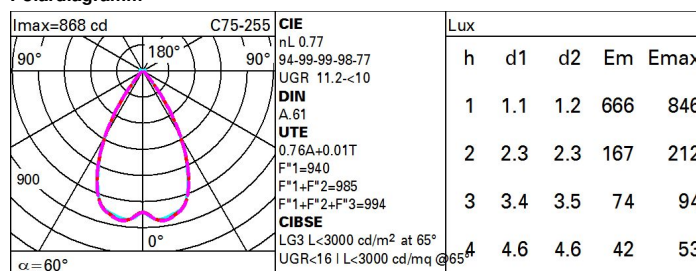 Imax=868 cd C75-255
90° 180° 90°
900
0°
α=60°
CIE
nL 0.77
94-99-99-98-77
UGR 11.2-<10
DIN
A.61
UTE
0.76A+0.01T
F"1=940
F"1+F"2=985
F"1+F"2+F"3=994
CIBSE
LG3 L<3000 cd/m² at 65°
UGR<16 | L<3000 cd/mq @65°
Lux
h d1 d2 Em Emax
1 1.1 1.2 666 846
2 2.3 2.3 167 212
3 3.4 3.5 74 94
4 4.6 4.6 42 53